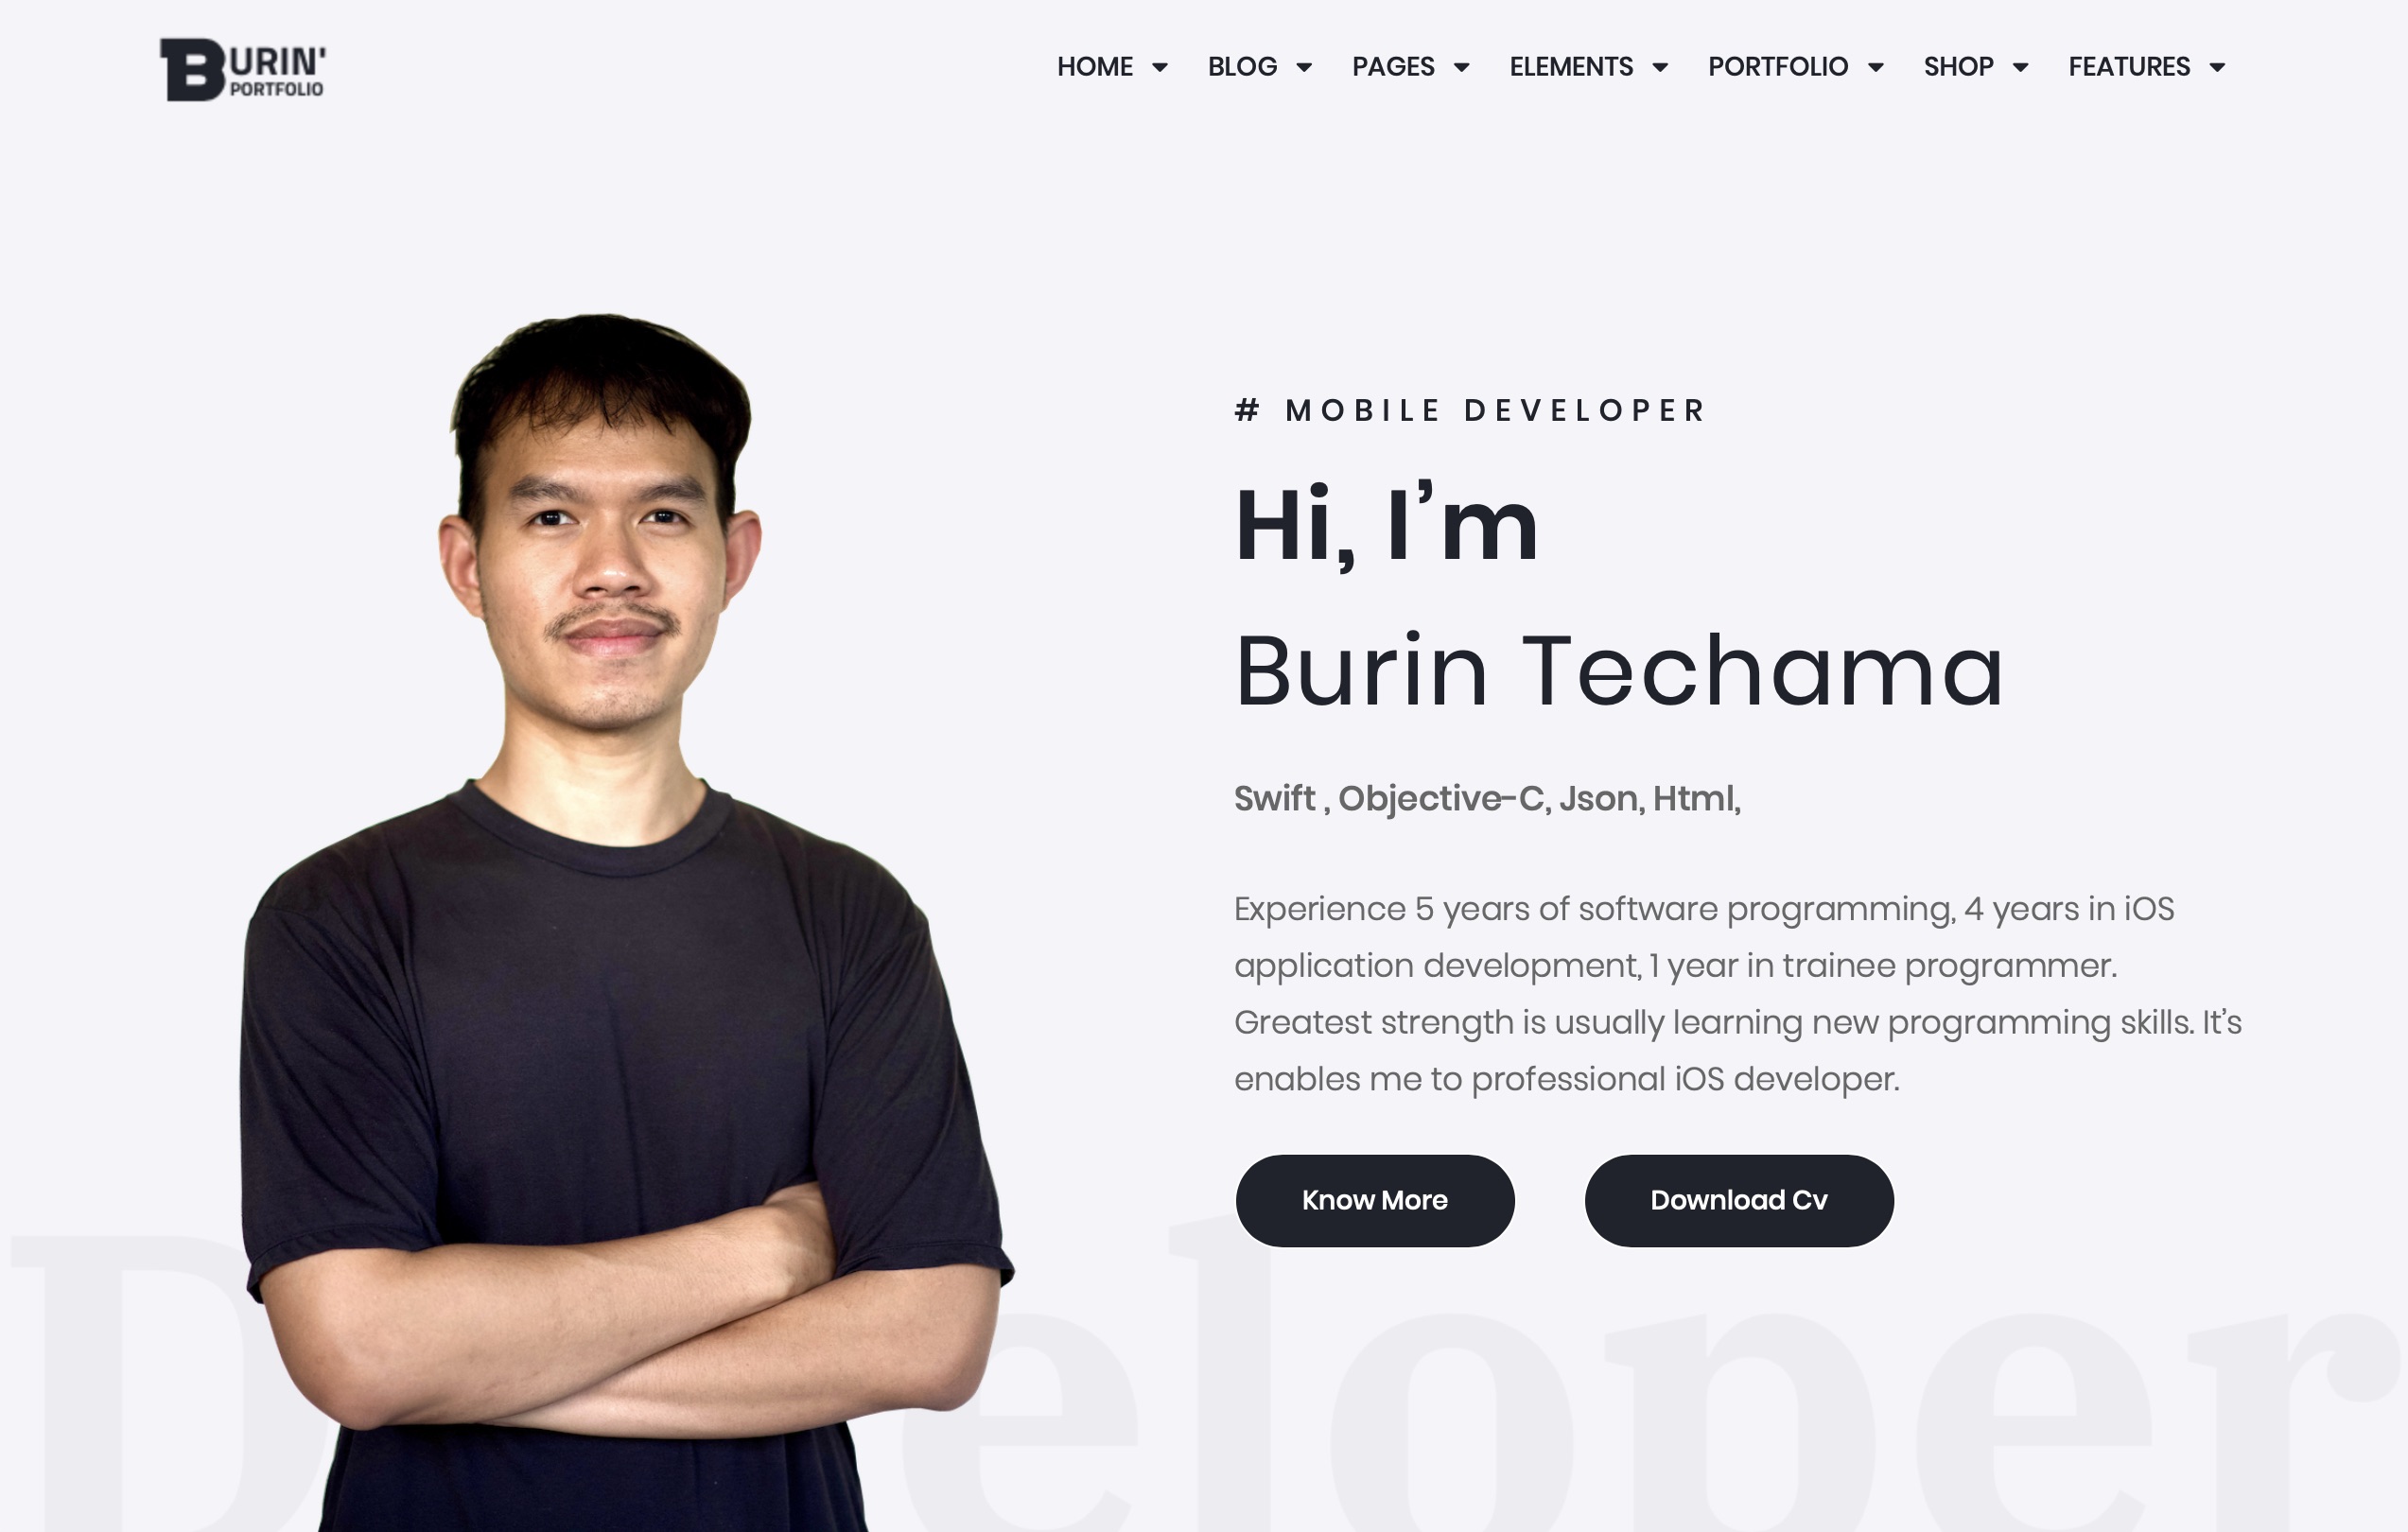 BURIN'
PORTFOLIO
HOME BLOG PAGES ELEMENTS PORTFOLIO SHOP FEATURES
# MOBILE DEVELOPER
Hi, I’m
Burin Techama
Swift , Objective-C, Json, Html,
Experience 5 years of software programming, 4 years in iOS
application development, 1 year in trainee programmer.
Greatest strength is usually learning new programming skills. It’s
enables me to professional iOS developer.
Know More Download Cv
D eloper